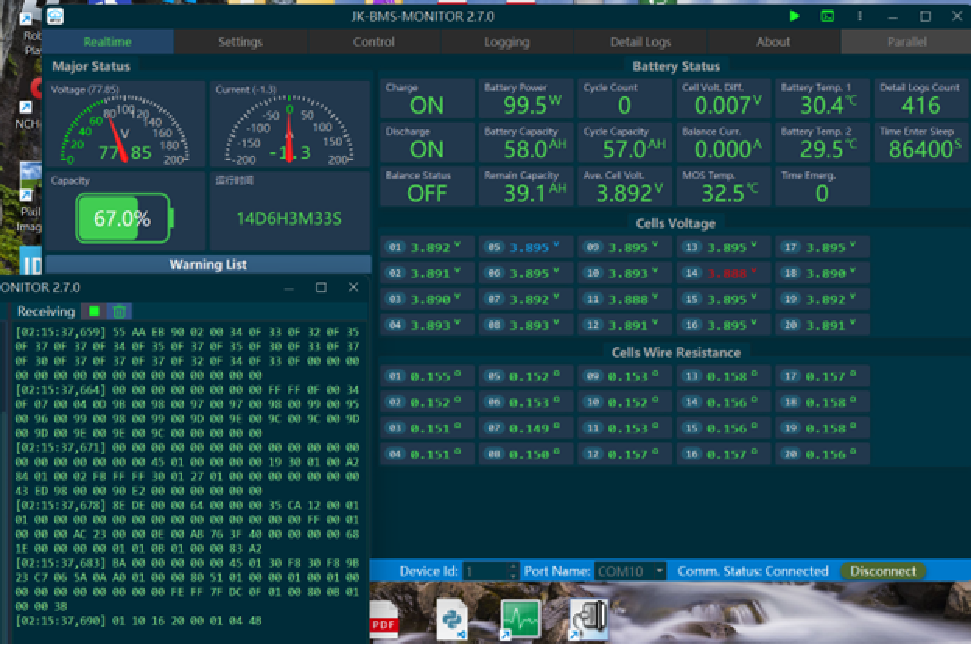 JK-BMS-MONITOR 2.7.0
Realtime Settings Control Logging Detail Logs About Parallel
Major Status
Voltage (77.85)
0 20 40 60 80 100 120 140 160 180 200
V
77.85
Current (-1.3)
-200 -150 -100 -50 0 50 100 150 200
-1.3
Capacity
67.0%
运行时间
14D6H3M33S
Warning List
Battery Status
Charge ON
Battery Power 99.5W
Cycle Count 0
Cell Volt. Diff. 0.007V
Battery Temp. 1 30.4℃
Detail Logs Count 416
Discharge ON
Battery Capacity 58.0AH
Cycle Capacity 57.0AH
Balance Curr. 0.000A
Battery Temp. 2 29.5℃
Time Enter Sleep 86400S
Balance Status OFF
Remain Capacity 39.1AH
Ave. Cell Volt. 3.892V
MOS Temp. 32.5℃
Time Emerg. 0
Cells Voltage
01 3.892 V 05 3.895 V 09 3.895 V 13 3.895 V 17 3.895 V
02 3.891 V 06 3.895 V 10 3.893 V 14 3.888 V 18 3.890 V
03 3.890 V 07 3.892 V 11 3.888 V 15 3.895 V 19 3.892 V
04 3.893 V 08 3.893 V 12 3.891 V 16 3.895 V 20 3.891 V
Cells Wire Resistance
01 0.155 Ω 05 0.152 Ω 09 0.153 Ω 13 0.158 Ω 17 0.157 Ω
02 0.152 Ω 06 0.153 Ω 10 0.152 Ω 14 0.156 Ω 18 0.158 Ω
03 0.151 Ω 07 0.149 Ω 11 0.153 Ω 15 0.156 Ω 19 0.158 Ω
04 0.151 Ω 08 0.150 Ω 12 0.157 Ω 16 0.157 Ω 20 0.156 Ω
Device Id: 1 Port Name: COM10 Comm. Status: Connected Disconnect
ONITOR 2.7.0
Receiving
[02:15:37,659] 55 AA EB 90 02 00 34 0F 33 0F 32 0F 35
0F 37 0F 37 0F 34 0F 35 0F 37 0F 35 0F 30 0F 33 0F 37
0F 30 0F 37 0F 37 0F 37 0F 32 0F 34 0F 33 0F 00 00 00
00 00 00 00 00 00 00 00 00 00 00 00 00
[02:15:37,664] 00 00 00 00 00 00 00 00 FF FF 0F 00 34
0F 07 00 04 00 9B 00 98 00 97 00 97 00 98 00 99 00 95
00 96 00 99 00 98 00 99 00 9D 00 9E 00 9C 00 9C 00 9D
00 9D 00 9E 00 9E 00 9C 00 00 00 00 00
[02:15:37,671] 00 00 00 00 00 00 00 00 00 00 00 00 00
00 00 00 00 00 00 00 45 01 00 00 00 00 19 30 01 00 A2
84 01 00 02 FB FF FF 30 01 27 01 00 00 00 00 00 00 00
43 ED 98 00 00 90 E2 00 00 00 00 00 00
[02:15:37,678] 8E DE 00 00 64 00 00 00 35 CA 12 00 01
01 00 00 00 00 00 00 00 00 00 00 00 00 00 FF 00 01
00 00 00 AC 23 00 00 0E 00 AB 76 3F 40 00 00 00 00 68
1E 00 00 00 00 01 01 0B 01 00 00 83 A2
[02:15:37,683] BA 00 00 00 00 00 45 01 30 F8 30 F8 9B
23 C7 06 5A 0A A0 01 00 00 80 51 01 00 00 01 00 01 00
00 00 00 00 00 00 00 00 FE FF 7F DC 0F 01 00 80 0B 01
00 00 3B
[02:15:37,690] 01 10 16 20 00 01 04 4B
PDF